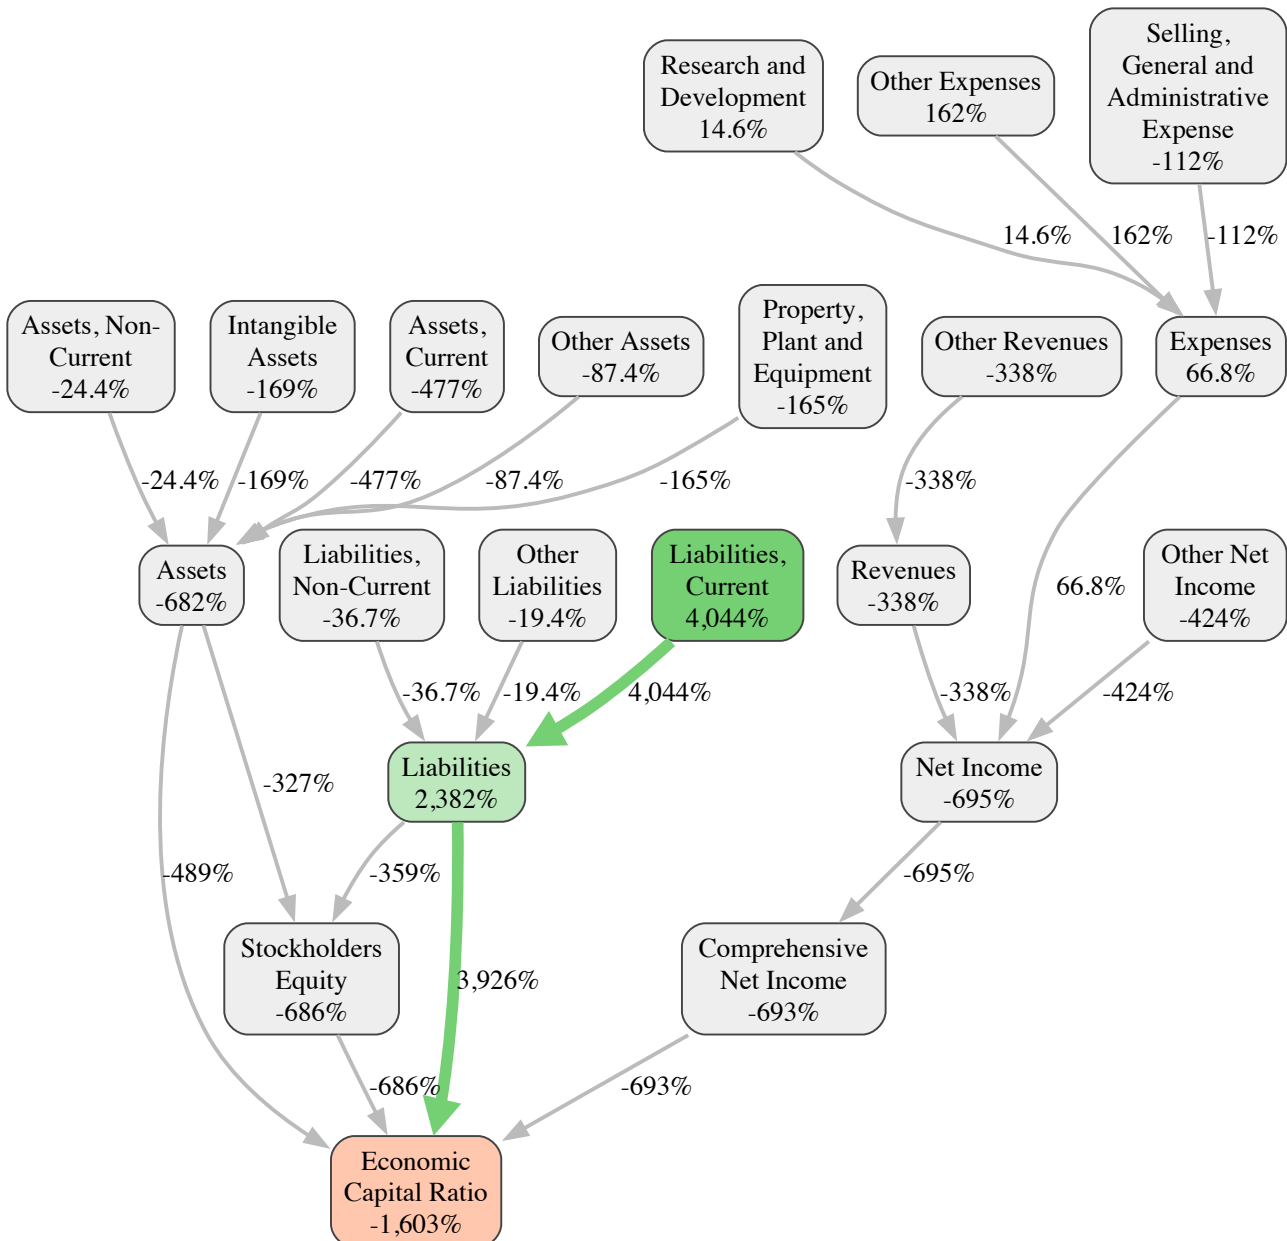 Selling,
General and
Administrative
Expense
-112%
Research and
Development
14.6%
Other Expenses
162%
14.6%
162%
-112%
Assets, Non-
Current
-24.4%
Intangible
Assets
-169%
Assets,
Current
-477%
Other Assets
-87.4%
Property,
Plant and
Equipment
-165%
Other Revenues
-338%
Expenses
66.8%
-24.4%
-169%
-477%
-87.4%
-165%
-338%
Assets
-682%
Liabilities,
Non-Current
-36.7%
Other
Liabilities
-19.4%
Liabilities,
Current
4,044%
Revenues
-338%
66.8%
Other Net
Income
-424%
-36.7%
-19.4%
4,044%
-338%
-424%
-327%
Liabilities
2,382%
Net Income
-695%
-489%
-359%
-695%
Stockholders
Equity
-686%
3,926%
Comprehensive
Net Income
-693%
-686%
-693%
Economic
Capital Ratio
-1,603%